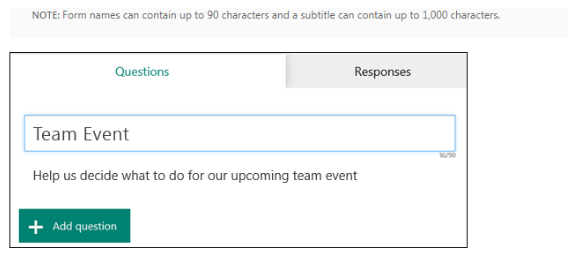 NOTE: Form names can contain up to 90 characters and a subtitle can contain up to 1,000 characters.
Questions Responses
Team Event
16/90
Help us decide what to do for our upcoming team event
+ Add question